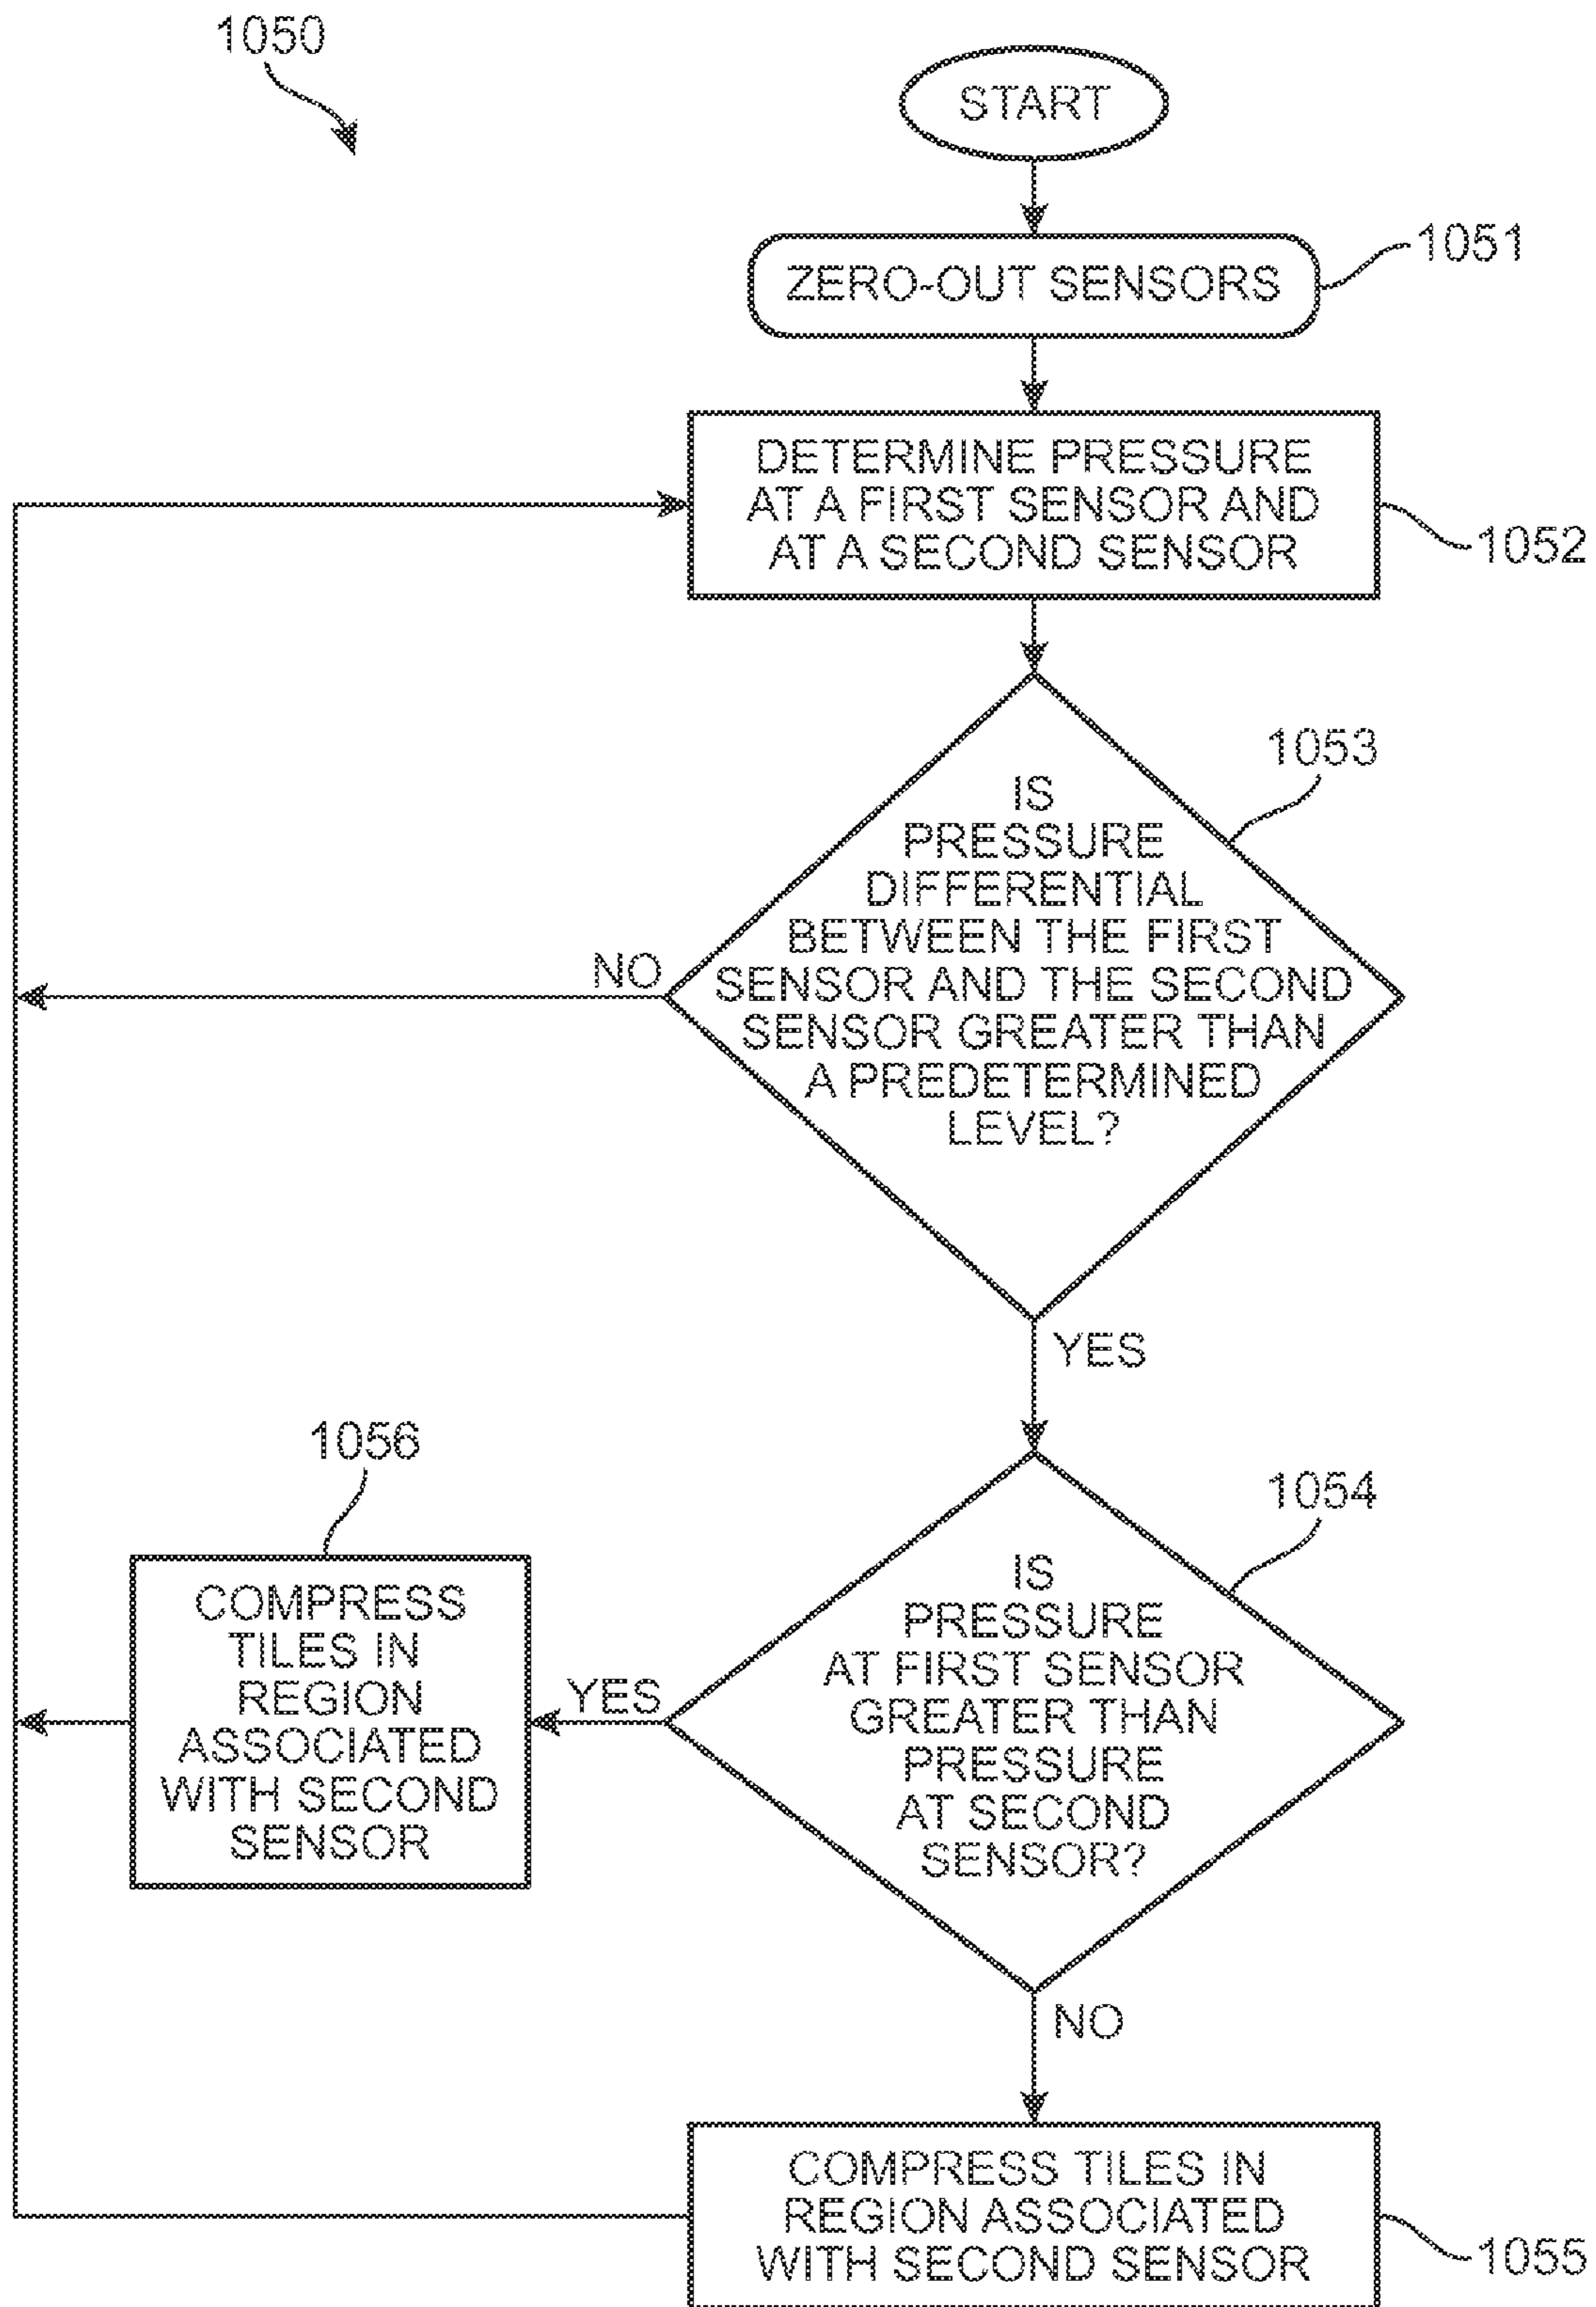 1050
START
ZERO-OUT SENSORS
1051
DETERMINE PRESSURE
AT A FIRST SENSOR AND
AT A SECOND SENSOR
1052
1053
IS
PRESSURE
DIFFERENTIAL
BETWEEN THE FIRST
SENSOR AND THE SECOND
SENSOR GREATER THAN
A PREDETERMINED
LEVEL?
NO
YES
1054
IS
PRESSURE
AT FIRST SENSOR
GREATER THAN
PRESSURE
AT SECOND
SENSOR?
YES
1056
COMPRESS
TILES IN
REGION
ASSOCIATED
WITH SECOND
SENSOR
NO
COMPRESS TILES IN
REGION ASSOCIATED
WITH SECOND SENSOR
1055